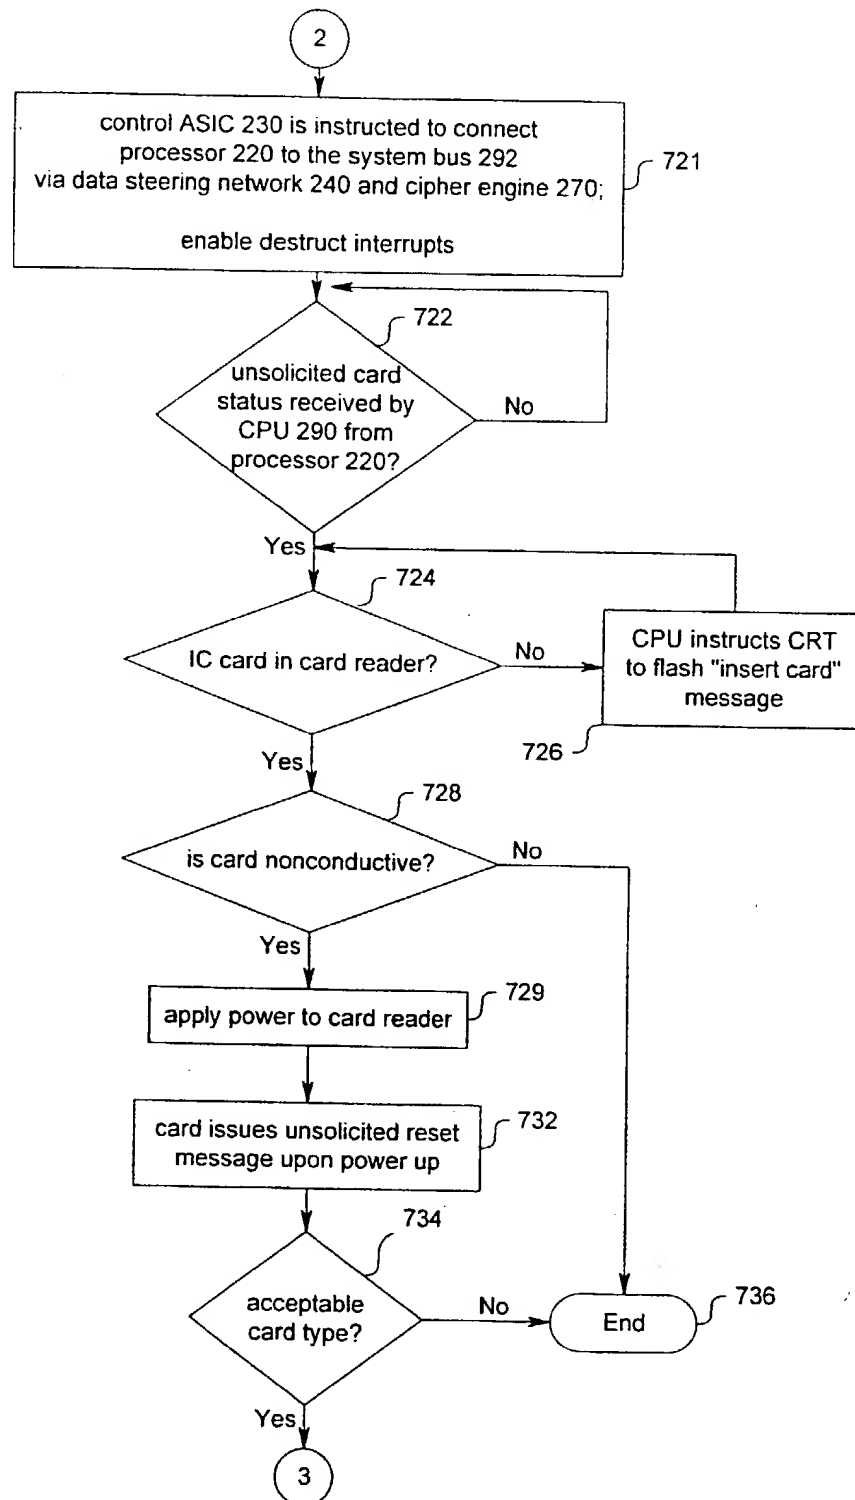 2
control ASIC 230 is instructed to connect
processor 220 to the system bus 292
via data steering network 240 and cipher engine 270;
enable destruct interrupts
721
722
unsolicited card
status received by
CPU 290 from
processor 220?
No
Yes
724
IC card in card reader?
No
CPU instructs CRT
to flash "insert card"
message
726
Yes
728
is card nonconductive?
No
Yes
729
apply power to card reader
732
card issues unsolicited reset
message upon power up
734
acceptable
card type?
No
End
736
Yes
3